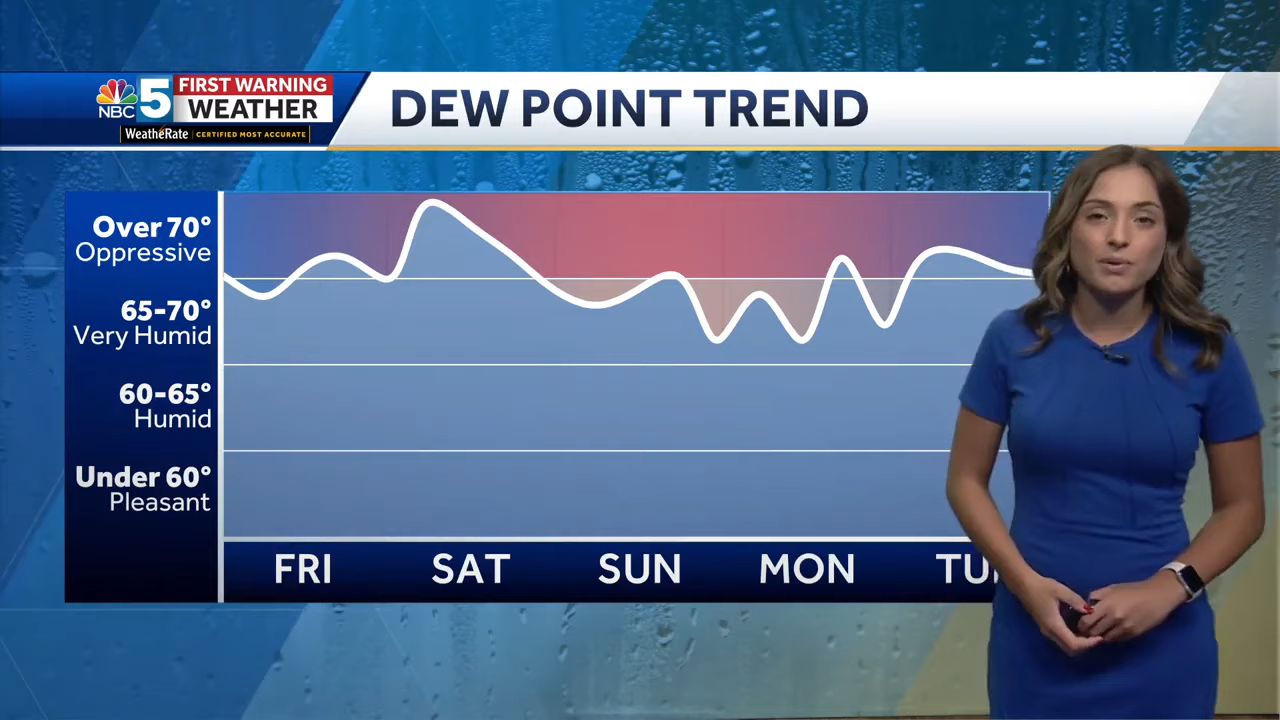 FIRST WARNING
NBC 5 WEATHER
WeatheRate | CERTIFIED MOST ACCURATE
DEW POINT TREND
Over 70°
Oppressive
65-70°
Very Humid
60-65°
Humid
Under 60°
Pleasant
FRI SAT SUN MON